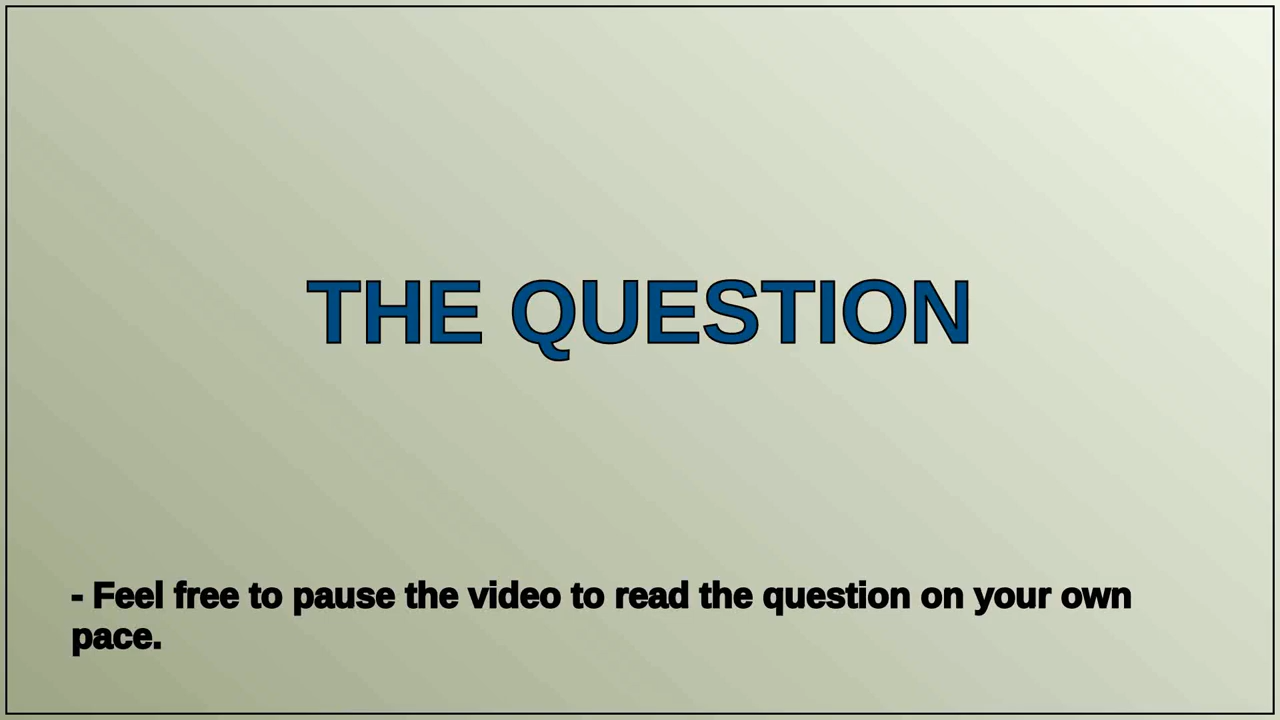 THE QUESTION
- Feel free to pause the video to read the question on your own
pace.